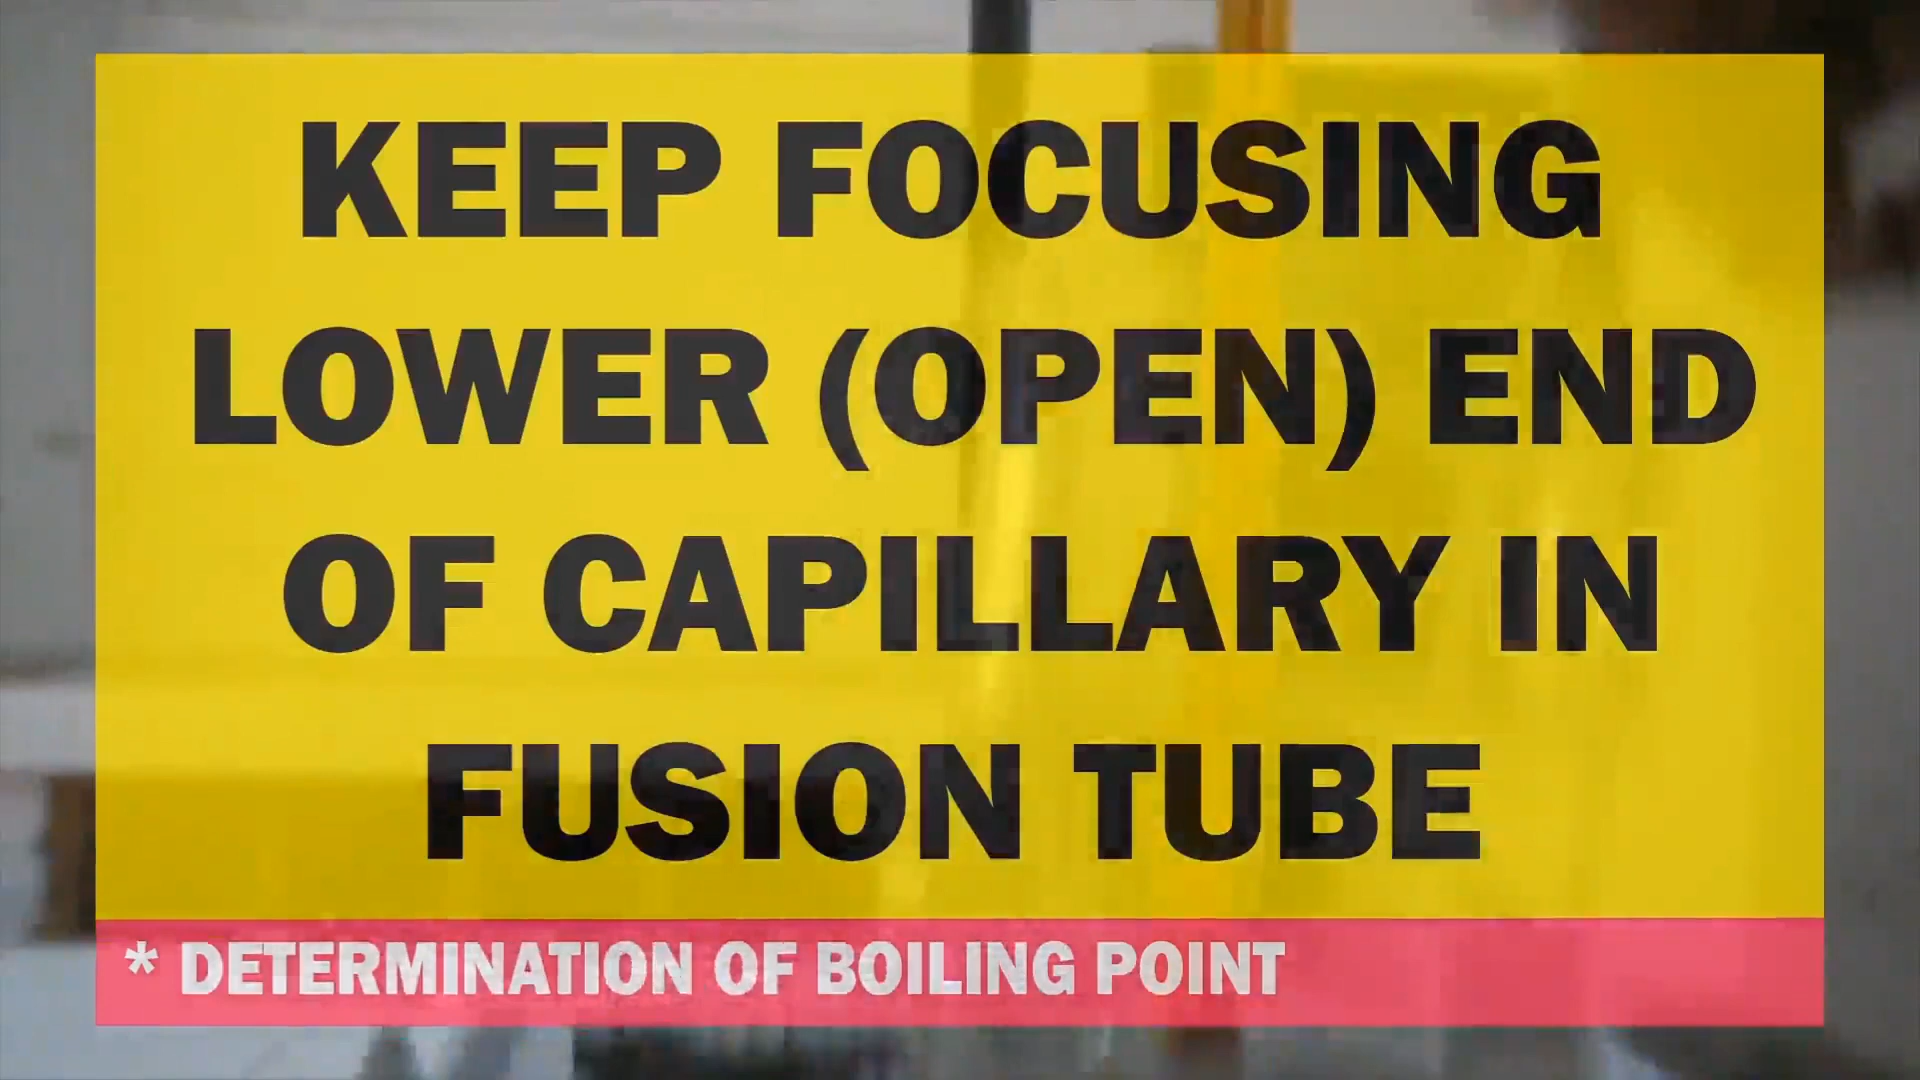 KEEP FOCUSING
LOWER (OPEN) END
OF CAPILLARY IN
FUSION TUBE
* DETERMINATION OF BOILING POINT